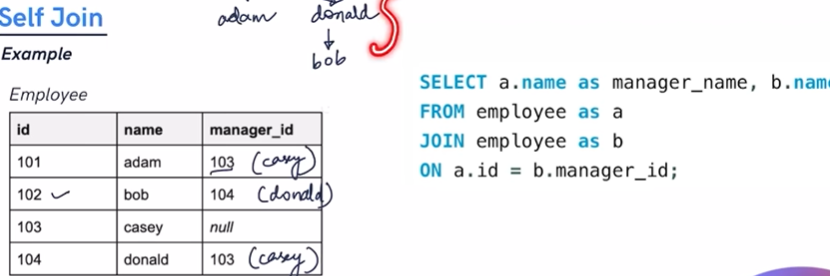 Self Join
adam donald
↓
bob
Example
Employee
id name manager_id
101 adam 103 (casey)
102 ✓ bob 104 (donald)
103 casey null
104 donald 103 (casey)
SELECT a.name as manager_name, b.nam
FROM employee as a
JOIN employee as b
ON a.id = b.manager_id;